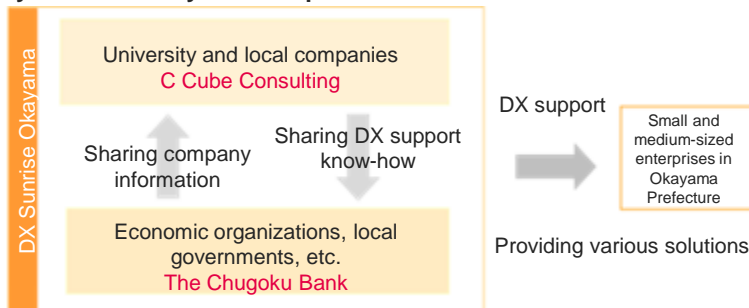 DX Sunrise Okayama
University and local companies
C Cube Consulting
Sharing company
information
Sharing DX support
know-how
Economic organizations, local
governments, etc.
The Chugoku Bank
DX support
Small and
medium-sized
enterprises in
Okayama
Prefecture
Providing various solutions